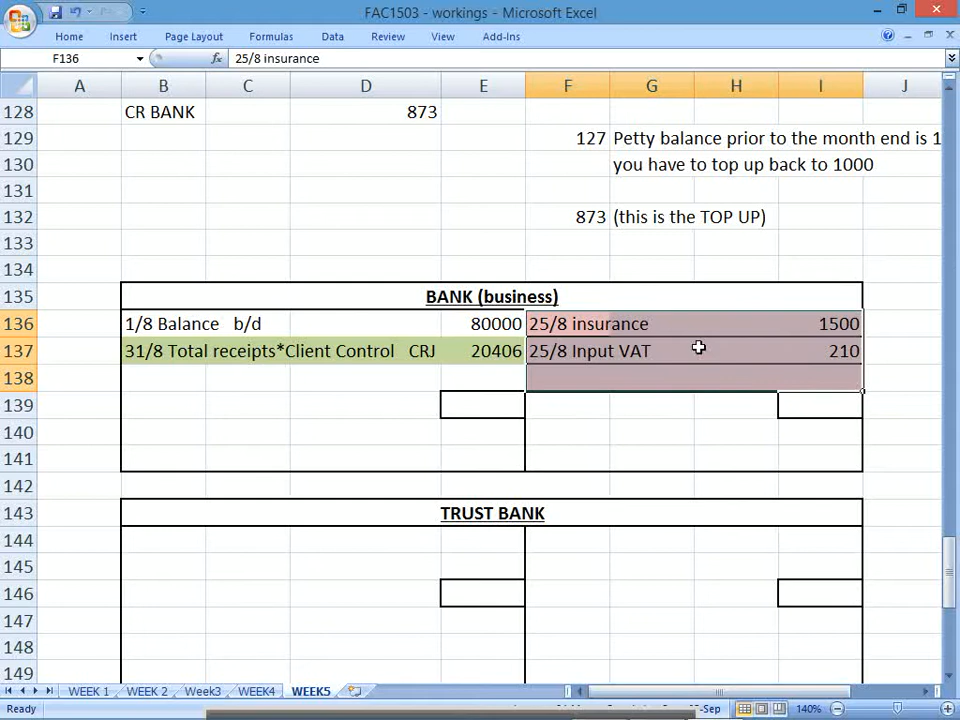 FAC1503 - workings - Microsoft Excel
Home Insert Page Layout Formulas Data Review View Add-Ins
F136 fx 25/8 insurance
A B C D E F G H I J
128 CR BANK 873
129 127 Petty balance prior to the month end is 1
130 you have to top up back to 1000
131
132 873 (this is the TOP UP)
133
134
135 BANK (business)
136 1/8 Balance b/d 80000 25/8 insurance 1500
137 31/8 Total receipts*Client Control CRJ 20406 25/8 Input VAT 210
138
139
140
141
142
143 TRUST BANK
144
145
146
147
148
149
WEEK 1 WEEK 2 Week3 WEEK4 WEEK5
Ready 140%